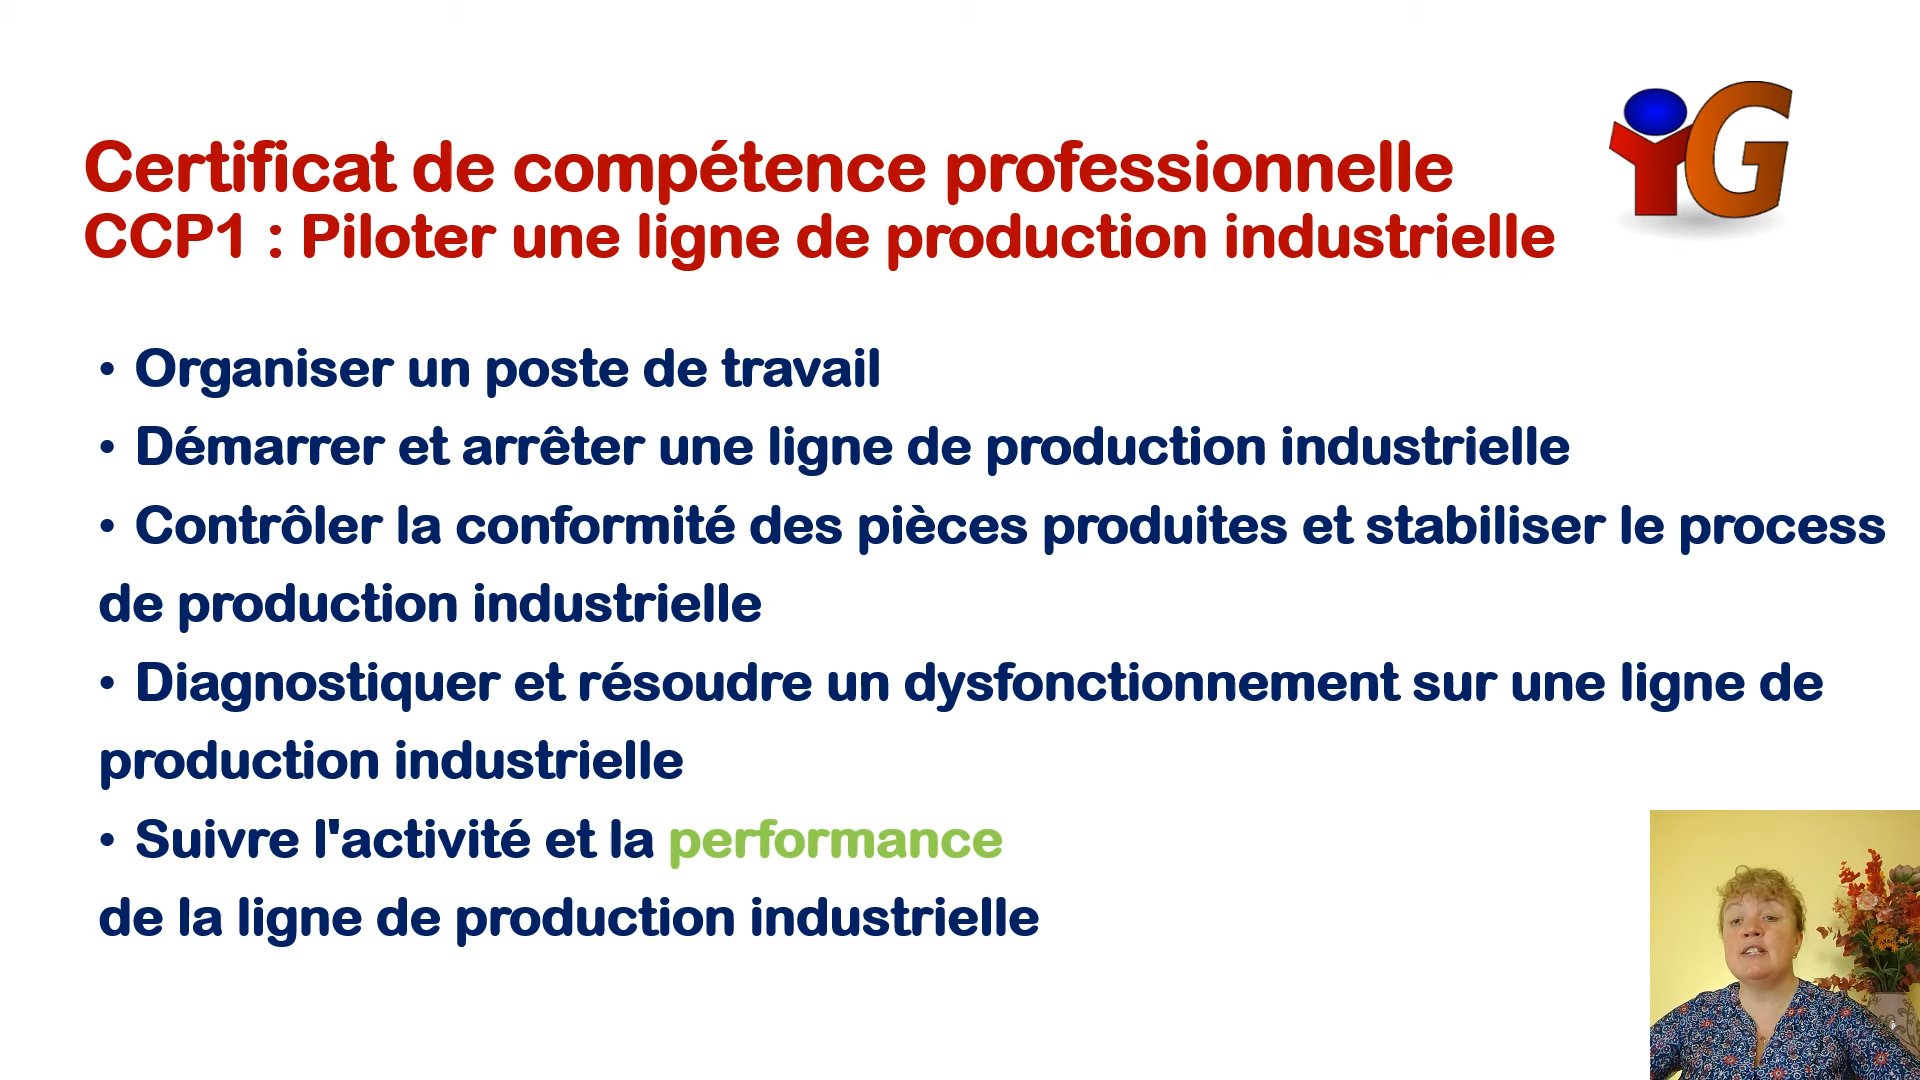 Certificat de compétence professionnelle
CCP1 : Piloter une ligne de production industrielle
G
• Organiser un poste de travail
• Démarrer et arrêter une ligne de production industrielle
• Contrôler la conformité des pièces produites et stabiliser le process
de production industrielle
• Diagnostiquer et résoudre un dysfonctionnement sur une ligne de
production industrielle
• Suivre l'activité et la performance
de la ligne de production industrielle